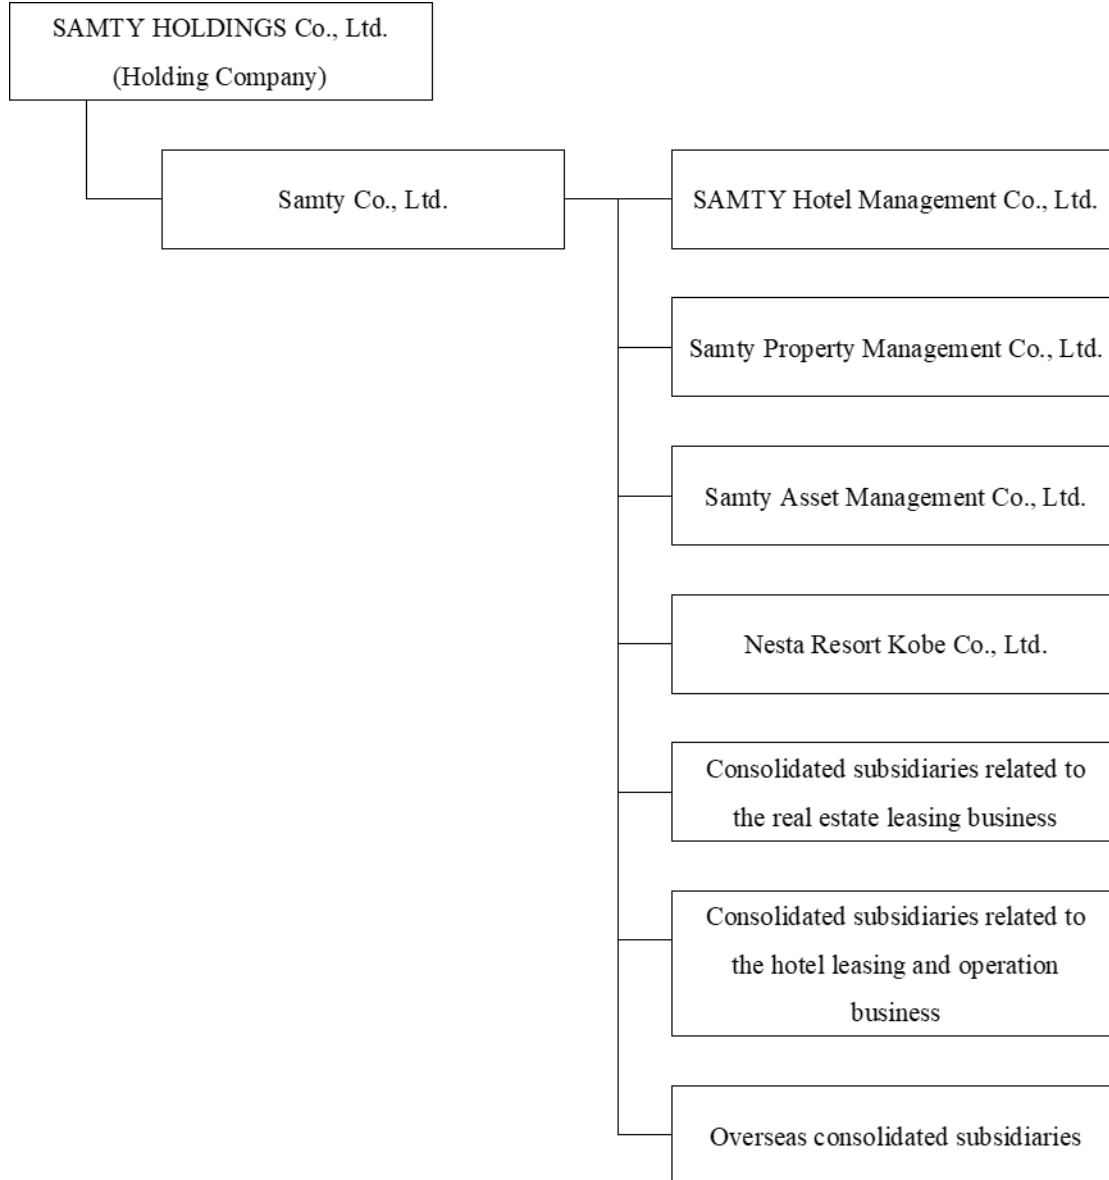 SAMTY HOLDINGS Co., Ltd.
(Holding Company)
Samty Co., Ltd.
SAMTY Hotel Management Co., Ltd.
Samty Property Management Co., Ltd.
Samty Asset Management Co., Ltd.
Nesta Resort Kobe Co., Ltd.
Consolidated subsidiaries related to
the real estate leasing business
Consolidated subsidiaries related to
the hotel leasing and operation
business
Overseas consolidated subsidiaries